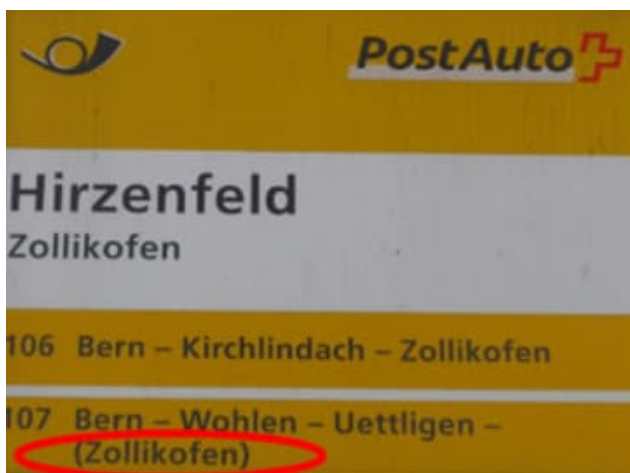 PostAuto
Hirzenfeld
Zollikofen
106 Bern – Kirchlindach – Zollikofen
107 Bern – Wohlen – Uettligen –
(Zollikofen)